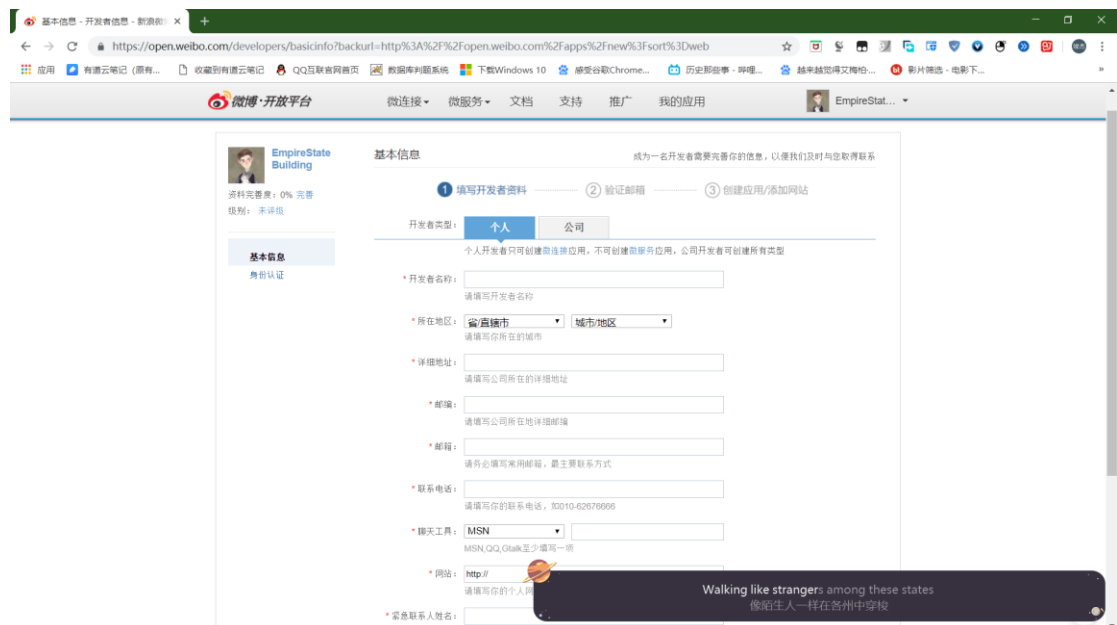 基本信息 - 开发者信息 - 新浪微
https://open.weibo.com/developers/basicinfo?backurl=http%3A%2F%2Fopen.weibo.com%2Fapps%2Fnew%3Fsort%3Dweb
应用 有道云笔记 (原有... 收藏到有道云笔记 QQ互联官网首页 数据库判题系统 下载Windows 10 感受谷歌Chrome... 历史那些事 - 哔哩... 越来越觉得艾梅柏... 影片筛选 - 电影下...
微博·开放平台 微连接 微服务 文档 支持 推广 我的应用 EmpireStat...
EmpireState
Building
资料完善度：0% 完善
级别： 未评级
基本信息
身份认证
基本信息 成为一名开发者需要完善你的信息，以便我们及时与您取得联系
1 填写开发者资料 2 验证邮箱 3 创建应用/添加网站
开发者类型： 个人 公司
个人开发者只可创建微连接应用，不可创建微服务应用，公司开发者可创建所有类型
* 开发者名称：
请填写开发者名称
* 所在地区： 省/直辖市 城市/地区
请填写你所在的城市
* 详细地址：
请填写公司所在的详细地址
* 邮编：
请填写公司所在地详细邮编
* 邮箱：
请务必填写常用邮箱，最主要联系方式
* 联系电话：
请填写你的联系电话，如010-62676666
* 聊天工具： MSN
MSN,QQ,Gtalk至少填写一项
* 网站： http://
请填写你的个人网
* 紧急联系人姓名：
Walking like strangers among these states
像陌生人一样在各州中穿梭